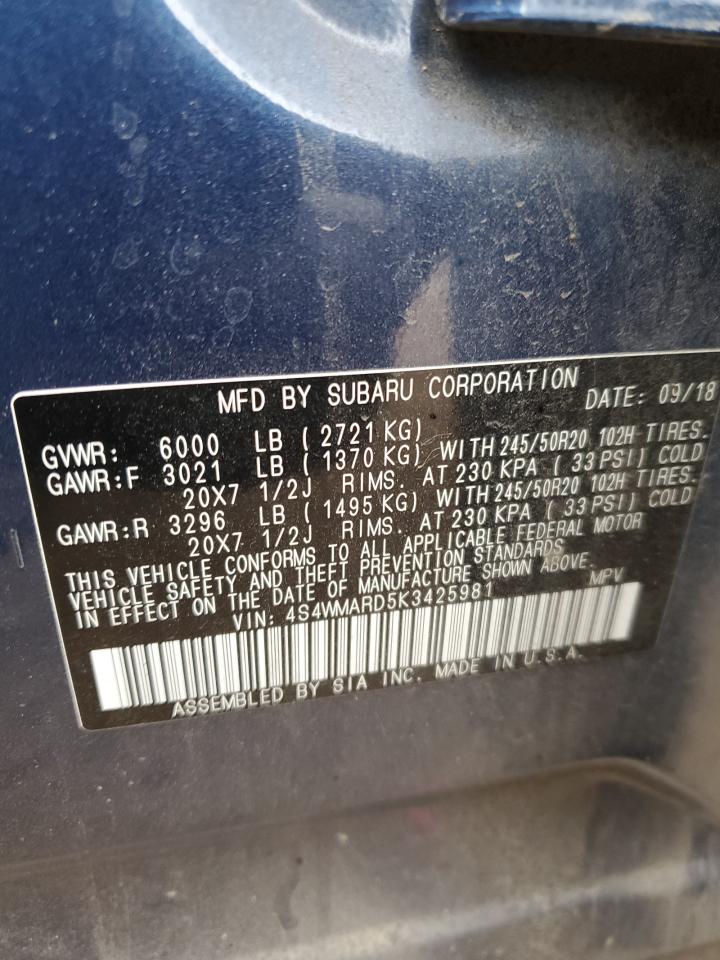 MFD BY SUBARU CORPORATION DATE: 09/18
GVWR: 6000 LB ( 2721 KG)
GAWR:F 3021 LB ( 1370 KG) WITH 245/50R20 102H TIRES.
20X7 1/2J RIMS. AT 230 KPA ( 33 PSI) COLD
GAWR:R 3296 LB ( 1495 KG) WITH 245/50R20 102H TIRES.
20X7 1/2J RIMS. AT 230 KPA ( 33 PSI) COLD
THIS VEHICLE CONFORMS TO ALL APPLICABLE FEDERAL MOTOR
VEHICLE SAFETY AND THEFT PREVENTION STANDARDS
IN EFFECT ON THE DATE OF MANUFACTURE SHOWN ABOVE.
VIN: 4S4WMARD5K3425981 MPV
ASSEMBLED BY SIA INC. MADE IN U.S.A.